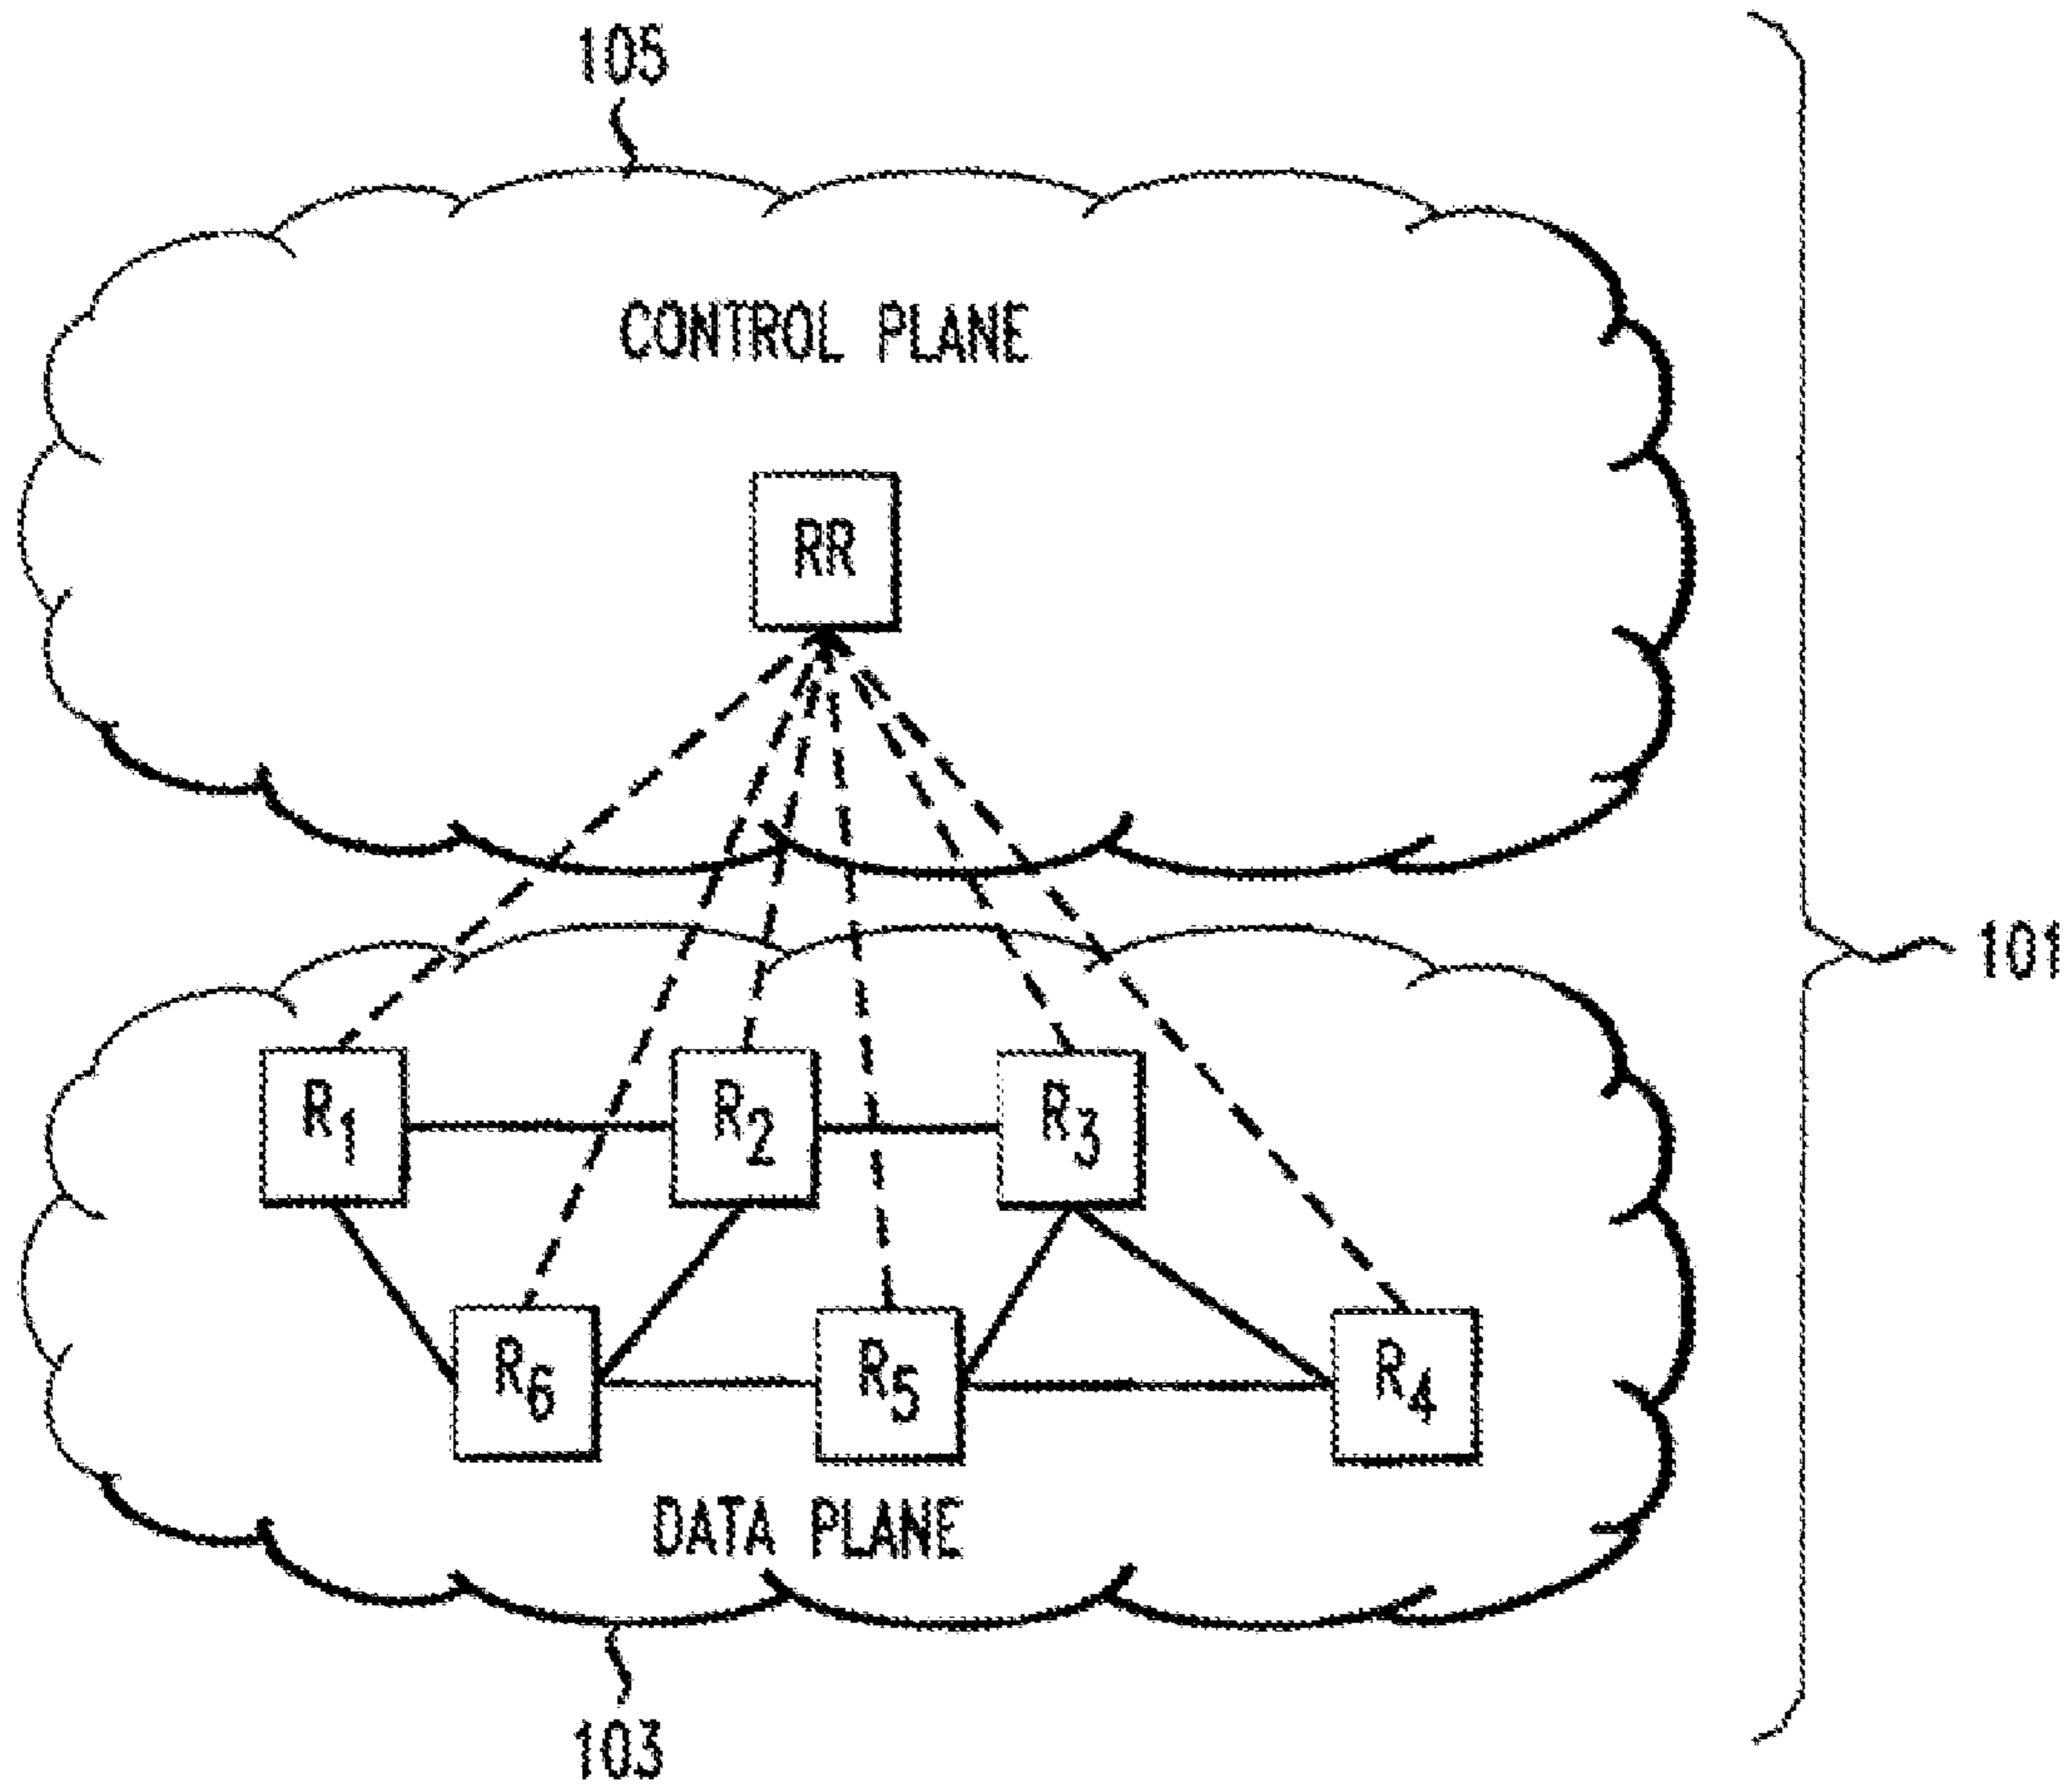 105
CONTROL PLANE
RR
101
R1
R2
R3
R6
R5
R4
DATA PLANE
103